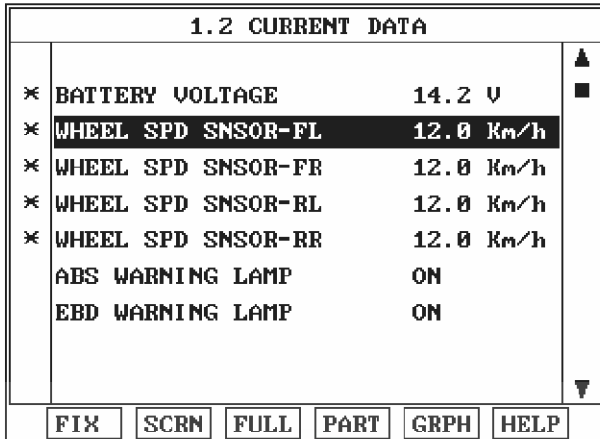 1.2 CURRENT DATA
* BATTERY VOLTAGE 14.2 V
* WHEEL SPD SNSOR-FL 12.0 Km/h
* WHEEL SPD SNSOR-FR 12.0 Km/h
* WHEEL SPD SNSOR-RL 12.0 Km/h
* WHEEL SPD SNSOR-RR 12.0 Km/h
ABS WARNING LAMP ON
EBD WARNING LAMP ON
FIX SCRN FULL PART GRPH HELP